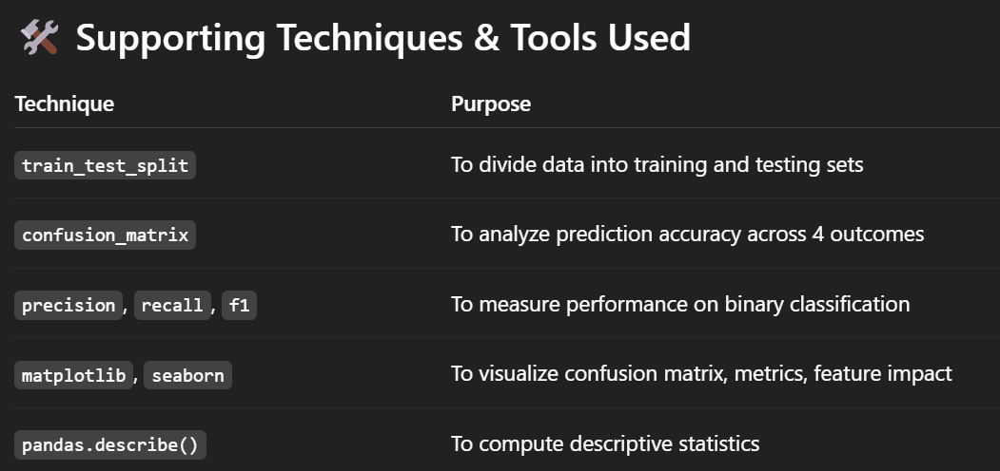 🛠️ Supporting Techniques & Tools Used
Technique Purpose
train_test_split To divide data into training and testing sets
confusion_matrix To analyze prediction accuracy across 4 outcomes
precision, recall, f1 To measure performance on binary classification
matplotlib, seaborn To visualize confusion matrix, metrics, feature impact
pandas.describe() To compute descriptive statistics